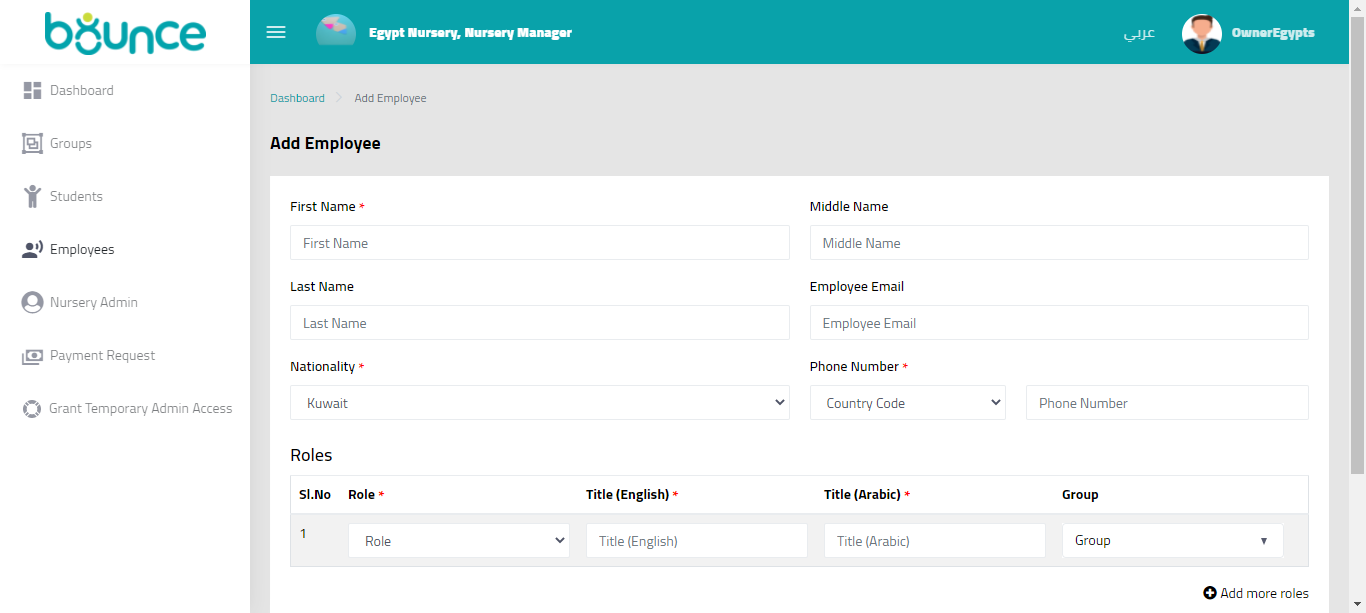 bounce
Egypt Nursery, Nursery Manager
عربي
OwnerEgypts
Dashboard
Groups
Students
Employees
Nursery Admin
Payment Request
Grant Temporary Admin Access
Dashboard Add Employee
Add Employee
First Name * Middle Name
First Name Middle Name
Last Name Employee Email
Last Name Employee Email
Nationality * Phone Number *
Kuwait Country Code Phone Number
Roles
Sl.No Role * Title (English) * Title (Arabic) * Group
1 Role Title (English) Title (Arabic) Group
Add more roles